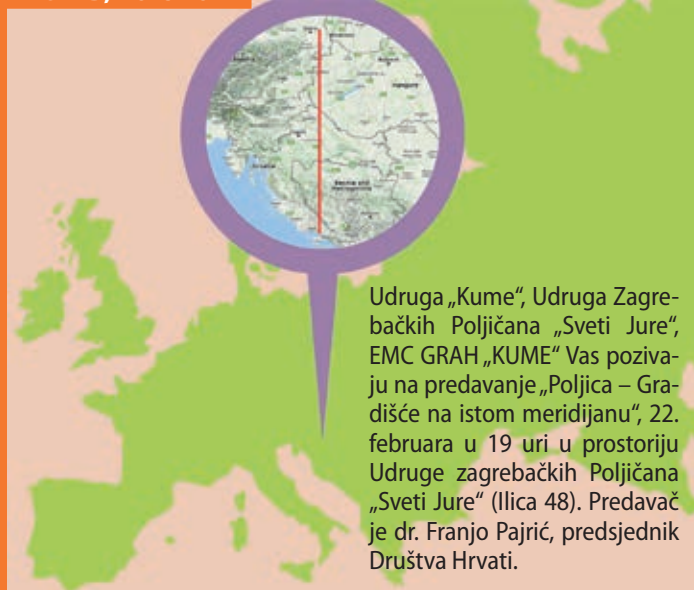 Udruga „Kume“, Udruga Zagre-
bačkih Poljičana „Sveti Jure“,
EMC GRAH „KUME“ Vas poziva-
ju na predavanje „Poljica – Gra-
dišće na istom meridijanu“, 22.
februara u 19 uri u prostoriju
Udruge zagrebačkih Poljičana
„Sveti Jure“ (Ilica 48). Predavač
je dr. Franjo Pajrić, predsjednik
Društva Hrvati.